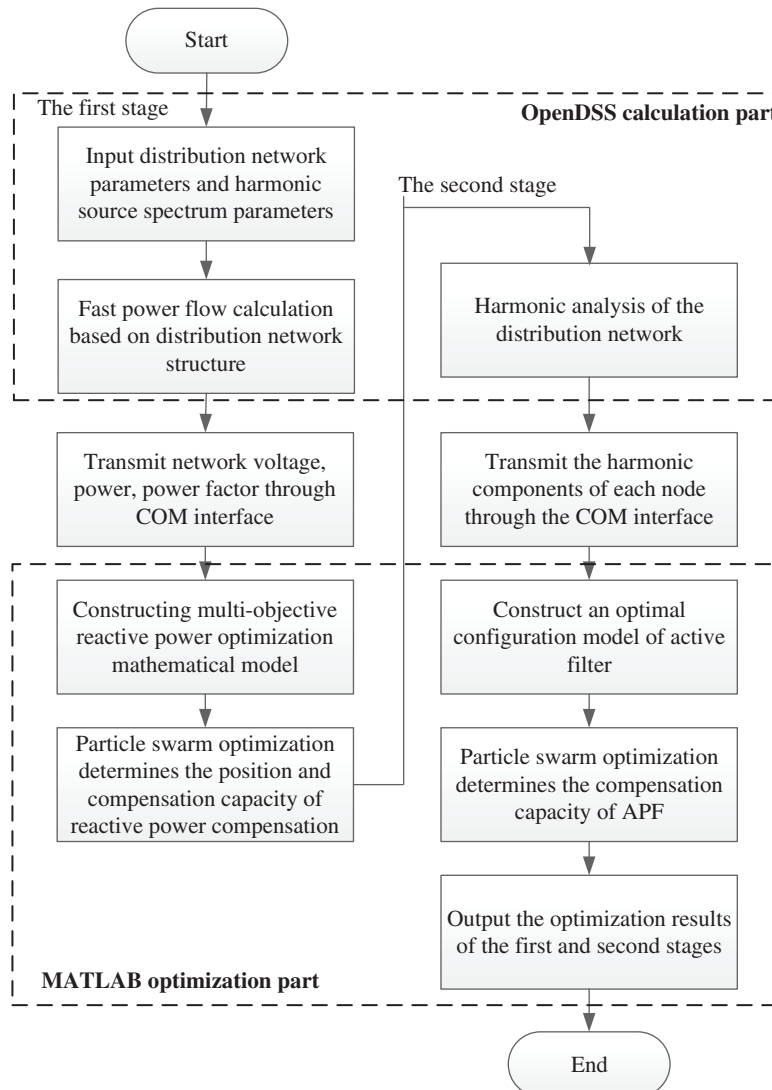 Start
The first stage
OpenDSS calculation part
Input distribution network
parameters and harmonic
source spectrum parameters
Fast power flow calculation
based on distribution network
structure
Transmit network voltage,
power, power factor through
COM interface
Constructing multi-objective
reactive power optimization
mathematical model
Particle swarm optimization
determines the position and
compensation capacity of
reactive power compensation
The second stage
Harmonic analysis of the
distribution network
Transmit the harmonic
components of each node
through the COM interface
Construct an optimal
configuration model of active
filter
Particle swarm optimization
determines the compensation
capacity of APF
Output the optimization results
of the first and second stages
MATLAB optimization part
End